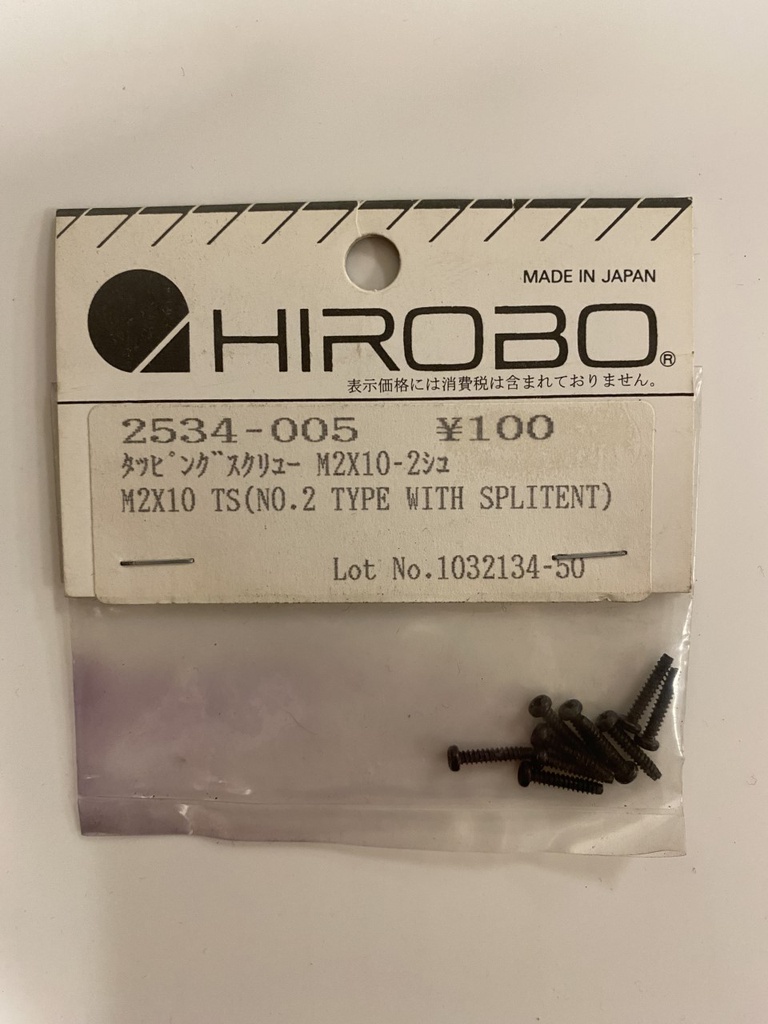 MADE IN JAPAN
HIROBO®
表示価格には消費税は含まれておりません。
2534-005 ¥100
ﾀｯﾋﾟﾝｸﾞｽｸﾘｭｰ M2X10-2ｼｭ
M2X10 TS(NO.2 TYPE WITH SPLITENT)
Lot No.1032134-50